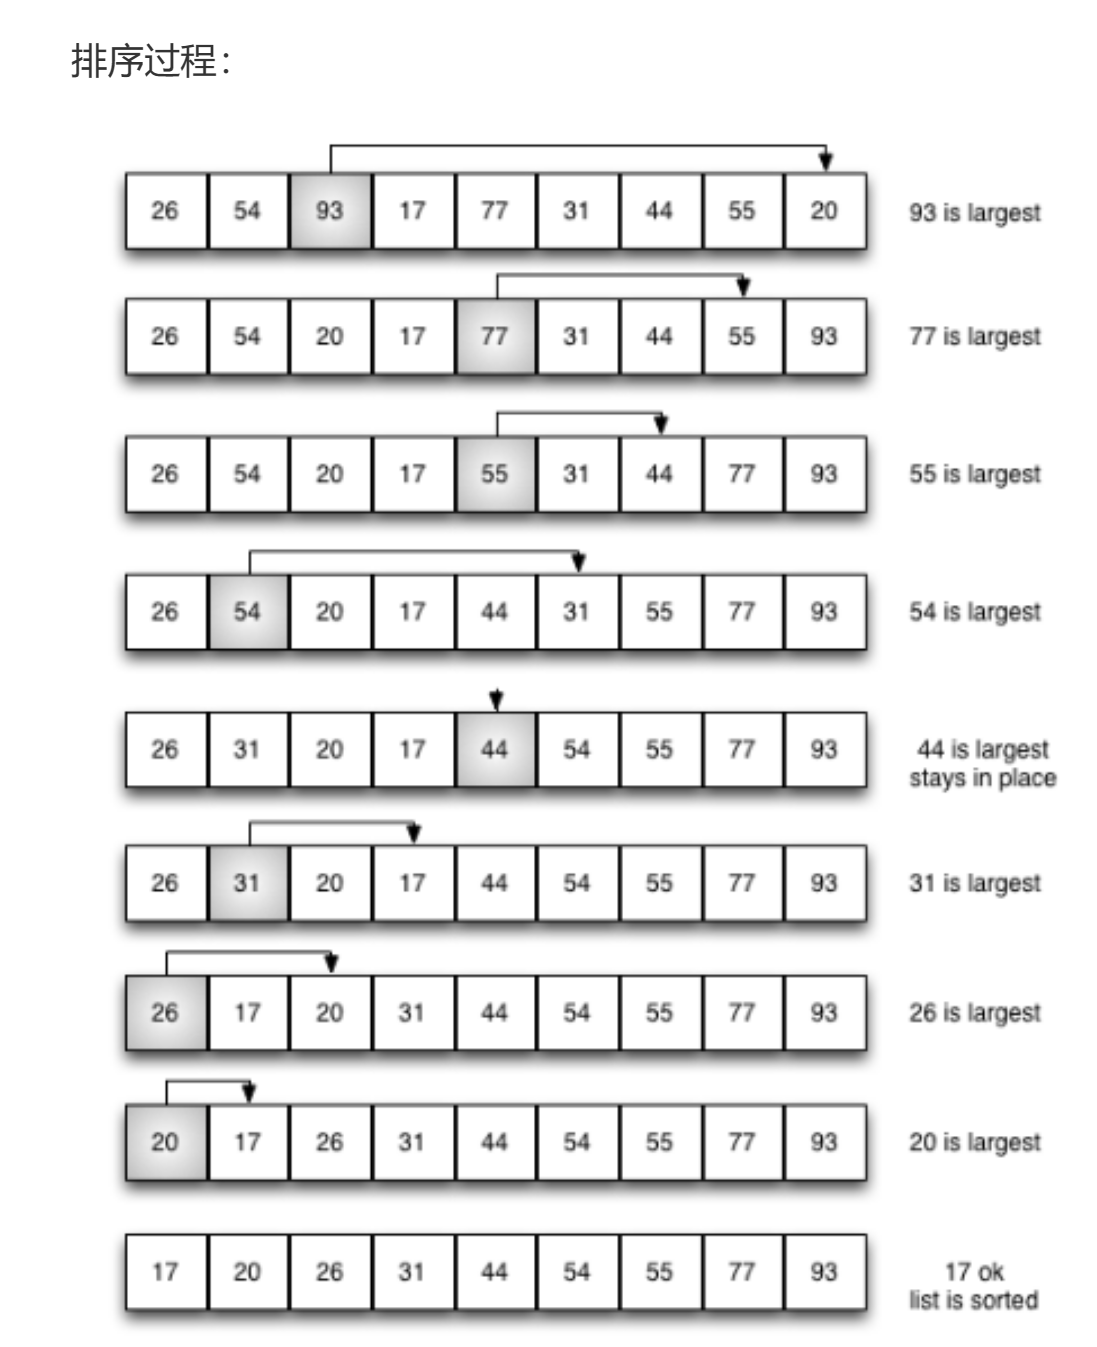 排序过程：
26 54 93 17 77 31 44 55 20 93 is largest
26 54 20 17 77 31 44 55 93 77 is largest
26 54 20 17 55 31 44 77 93 55 is largest
26 54 20 17 44 31 55 77 93 54 is largest
26 31 20 17 44 54 55 77 93 44 is largest
stays in place
26 31 20 17 44 54 55 77 93 31 is largest
26 17 20 31 44 54 55 77 93 26 is largest
20 17 26 31 44 54 55 77 93 20 is largest
17 20 26 31 44 54 55 77 93 17 ok
list is sorted